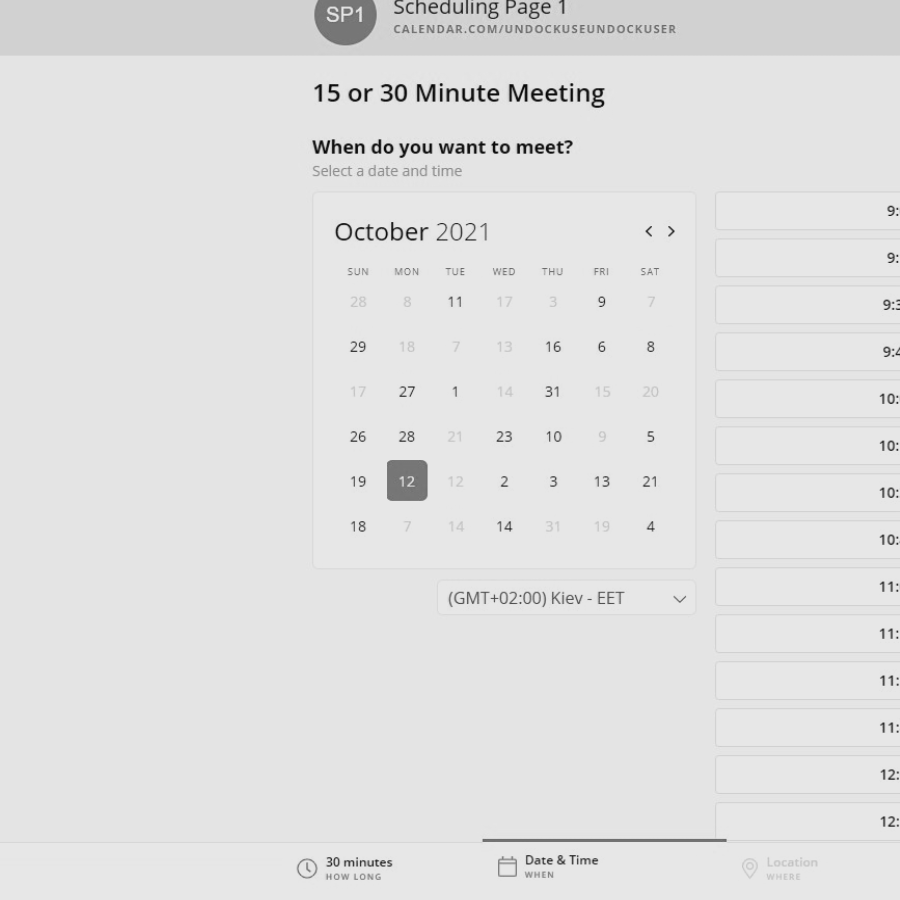 SP1
Scheduling Page 1
CALENDAR.COM/UNDOCKUSEUNDOCKUSER
15 or 30 Minute Meeting
When do you want to meet?
Select a date and time
October 2021
SUN MON TUE WED THU FRI SAT
28 8 11 17 3 9 7
29 18 7 13 16 6 8
17 27 1 14 31 15 20
26 28 21 23 10 9 5
19 12 12 2 3 13 21
18 7 14 14 31 19 4
(GMT+02:00) Kiev - EET
9:
9:
9:3
9:4
10:
10:
10:
10:
11:
11:
11:
11:
12:
12:
30 minutes
HOW LONG
Date & Time
WHEN
Location
WHERE